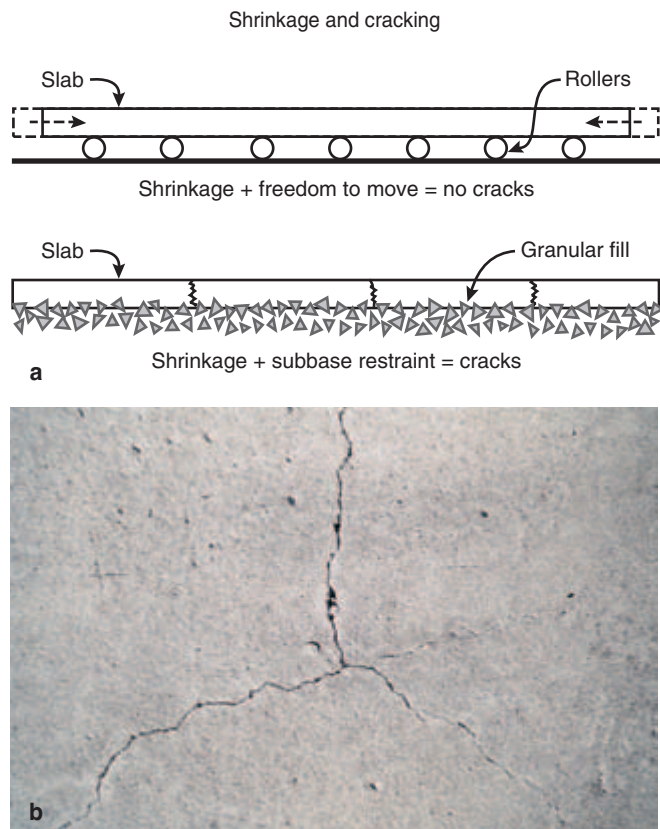 Shrinkage and cracking
Slab
Rollers
Shrinkage + freedom to move = no cracks
Slab
Granular fill
Shrinkage + subbase restraint = cracks
a
b